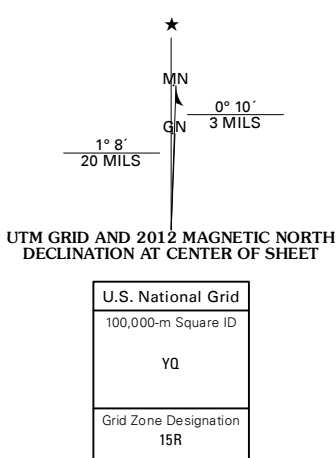 ★
MN
0° 10´
3 MILS
GN
1° 8´
20 MILS
UTM GRID AND 2012 MAGNETIC NORTH
DECLINATION AT CENTER OF SHEET
U.S. National Grid
100,000-m Square ID
YQ
Grid Zone Designation
15R